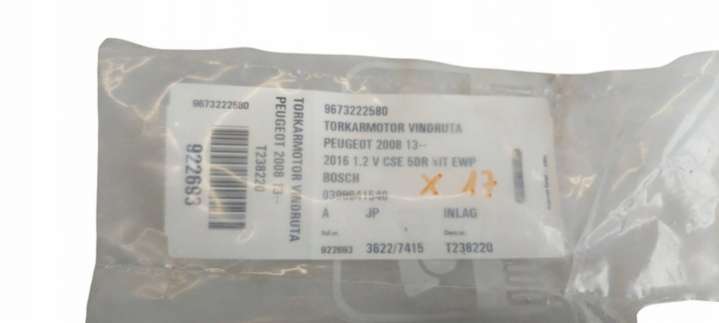 9673222580
TORKARMOTOR VINDRUTA
PEUGEOT 2008 13--
T238220
922693
9673222580
TORKARMOTOR VINDRUTA
PEUGEOT 2008 13--
2016 1.2 V CSE 5DR VIT EWP
BOSCH
X 17
A JP INLAG
922693 3622/7415 T238220